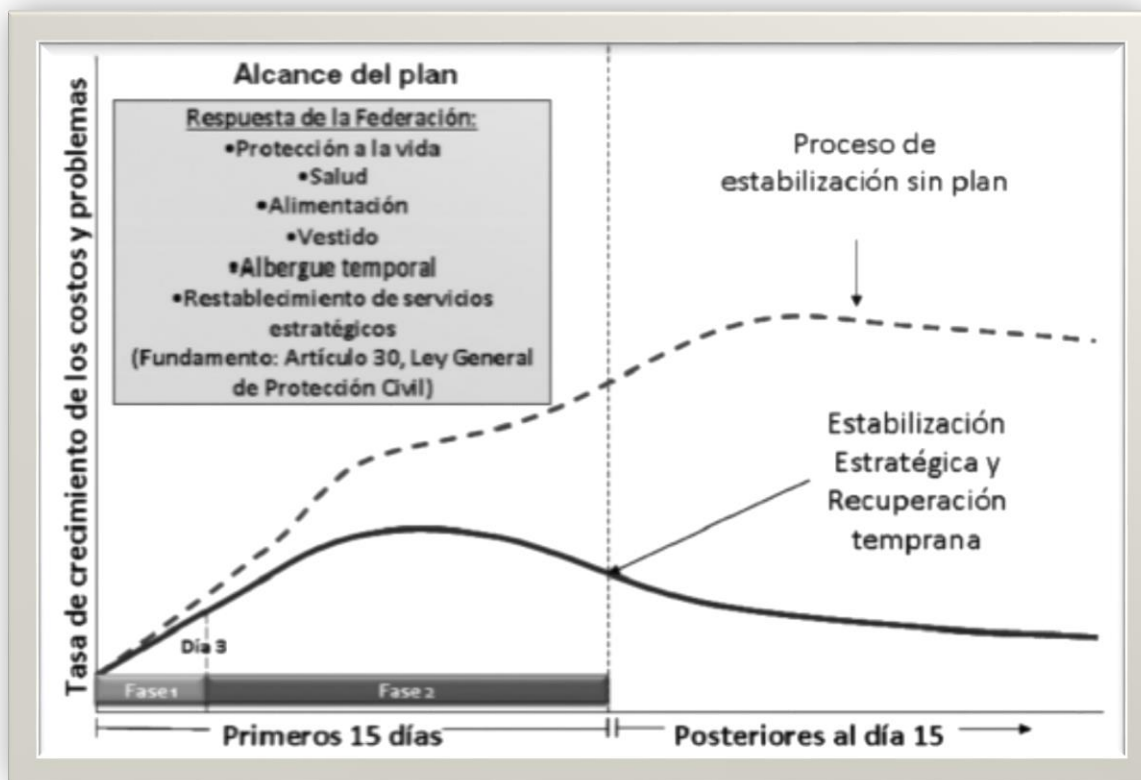 Tasa de crecimiento de los costos y problemas
Alcance del plan
Respuesta de la Federación:
•Protección a la vida
•Salud
•Alimentación
•Vestido
•Albergue temporal
•Restablecimiento de servicios
estratégicos
(Fundamento: Artículo 30, Ley General
de Protección Civil)
Proceso de
estabilización sin plan
Estabilización
Estratégica y
Recuperación
temprana
Día 3
Fase 1
Fase 2
Primeros 15 días
Posteriores al día 15